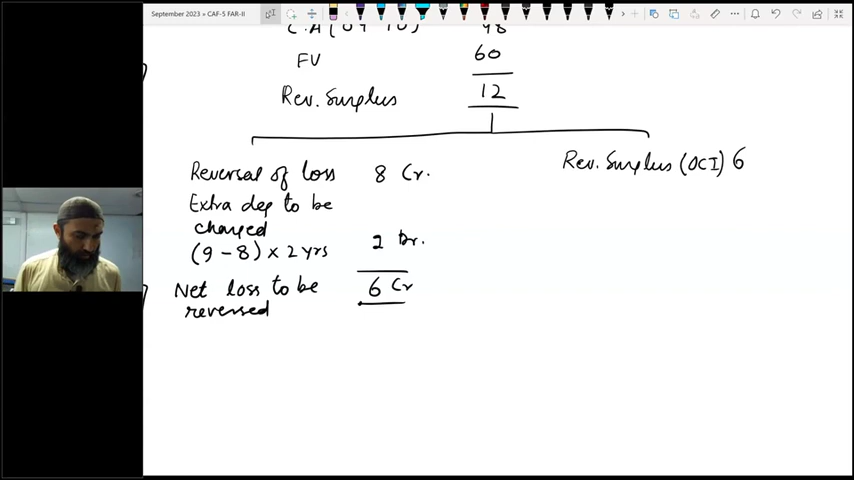 September 2023 » CAF-5 FAR-II
48
FV 60
Rev. Surplus 12
Reversal of loss 8 Cr.
Rev. Surplus (OCI) 6
Extra dep to be
charged
(9 - 8) × 2 yrs 2 Dr.
Net loss to be 6 Cr
reversed